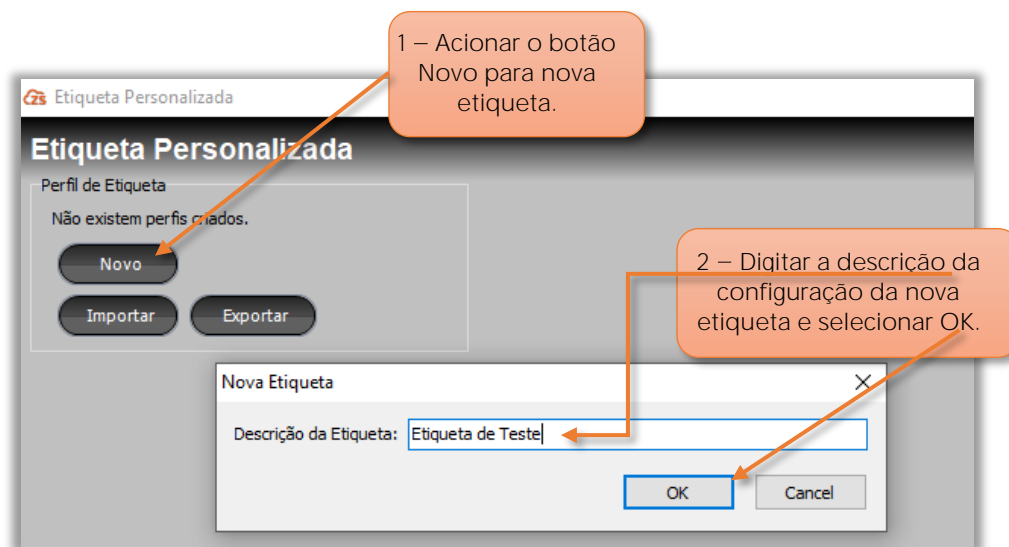 1 – Acionar o botão
Novo para nova
etiqueta.
2s Etiqueta Personalizada
Etiqueta Personalizada
Perfil de Etiqueta
Não existem perfis criados.
Novo
Importar Exportar
2 – Digitar a descrição da
configuração da nova
etiqueta e selecionar OK.
Nova Etiqueta
Descrição da Etiqueta: Etiqueta de Teste
OK Cancel